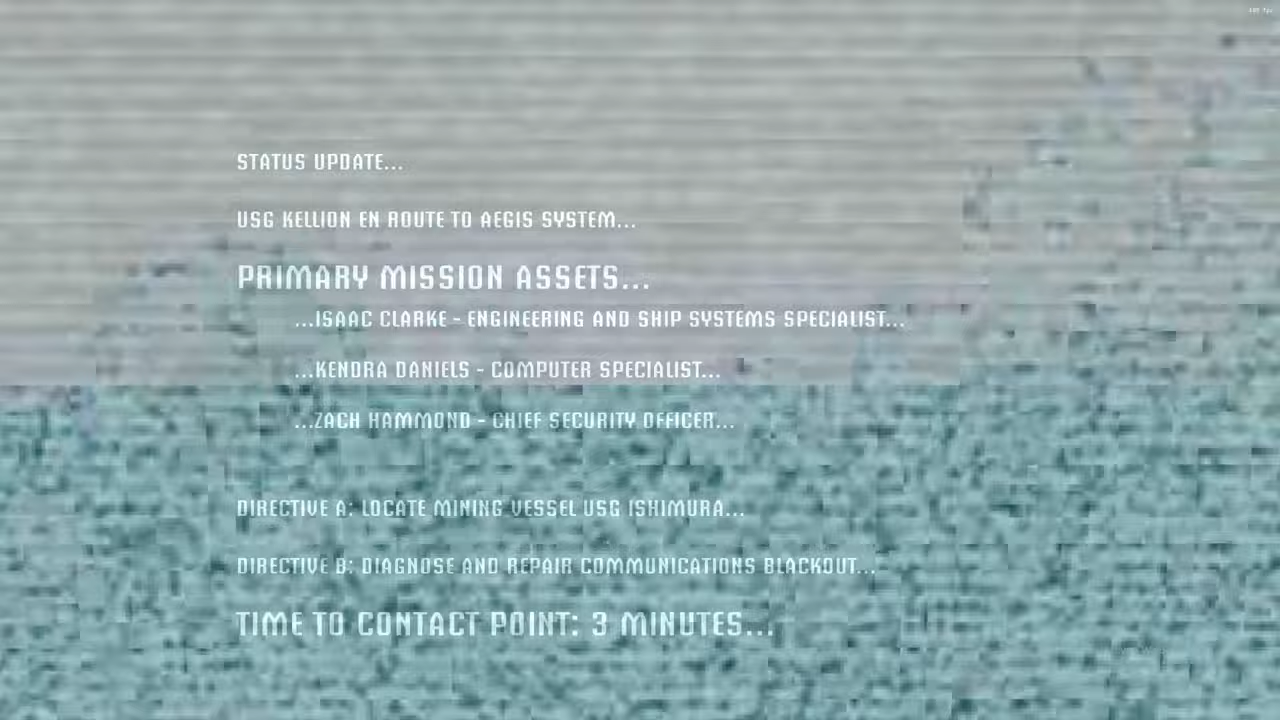 STATUS UPDATE...
USG KELLION EN ROUTE TO AEGIS SYSTEM...
PRIMARY MISSION ASSETS...
...ISAAC CLARKE - ENGINEERING AND SHIP SYSTEMS SPECIALIST...
...KENDRA DANIELS - COMPUTER SPECIALIST...
...ZACH HAMMOND - CHIEF SECURITY OFFICER...
DIRECTIVE A: LOCATE MINING VESSEL USG ISHIMURA...
DIRECTIVE B: DIAGNOSE AND REPAIR COMMUNICATIONS BLACKOUT...
TIME TO CONTACT POINT: 3 MINUTES...